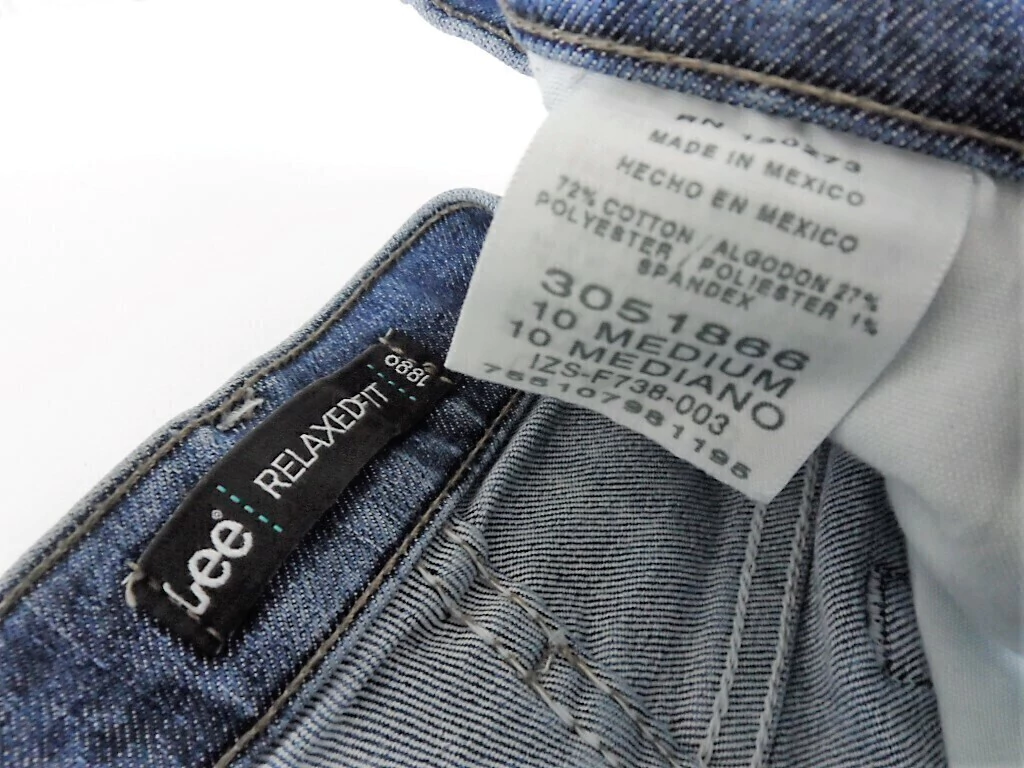 MADE IN MEXICO
HECHO EN MEXICO
72% COTTON / ALGODON 27%
POLYESTER / POLIESTER 1%
SPANDEX
3051866
10 MEDIUM
10 MEDIANO
IZS-F738-003
755107981195
Lee®
RELAXED FIT
1889